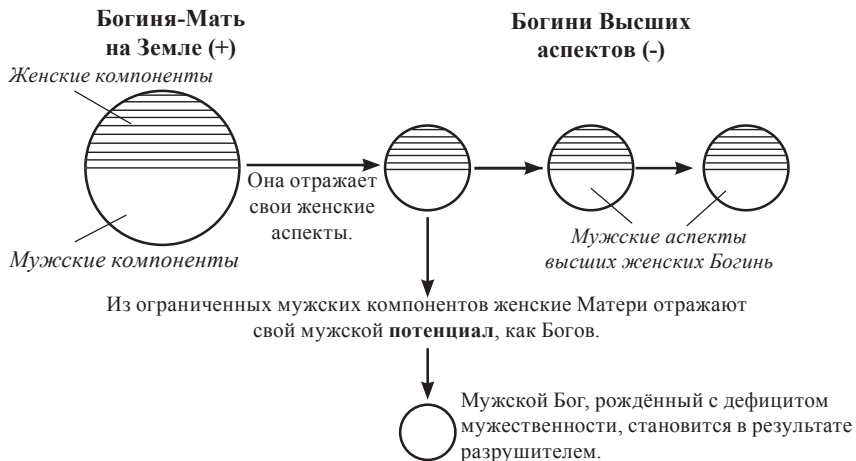 Богиня-Мать
на Земле (+)
Богини Высших
аспектов (-)
Женские компоненты
Она отражает
свои женские
аспекты.
Мужские компоненты
Мужские аспекты
высших женских Богинь
Из ограниченных мужских компонентов женские Матери отражают
свой мужской потенциал, как Богов.
Мужской Бог, рождённый с дефицитом
мужественности, становится в результате
разрушителем.